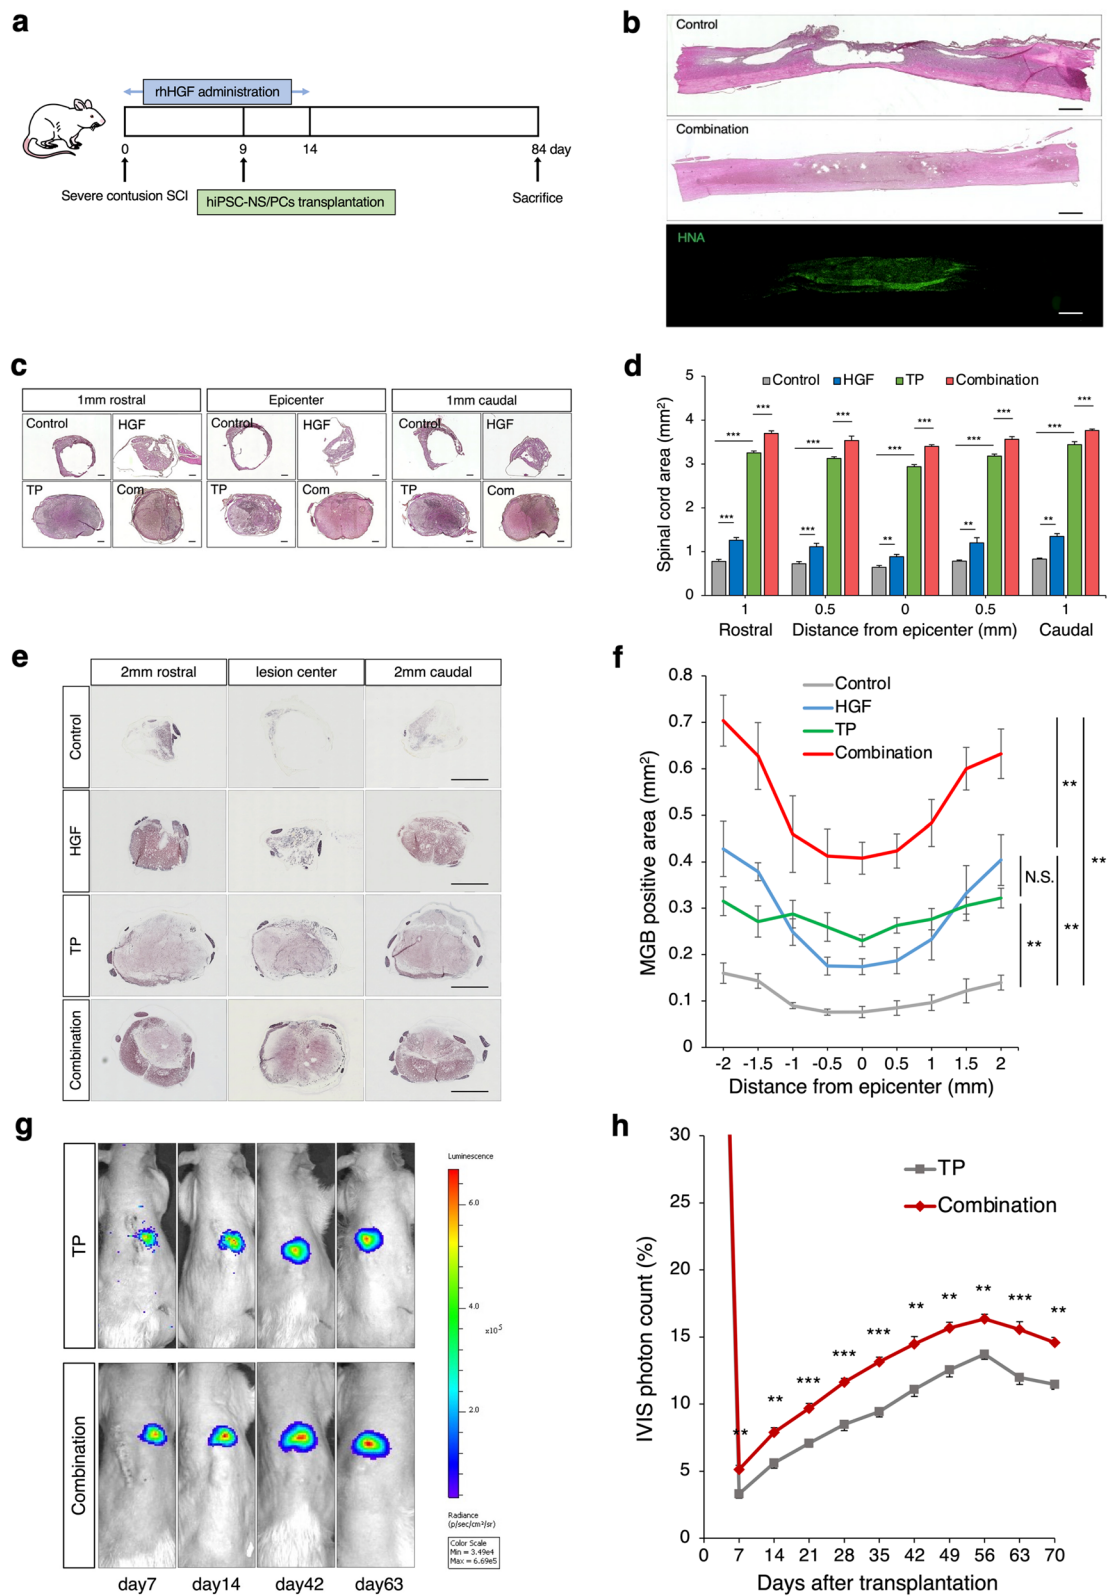 a
rhHGF administration
0
9
14
84 day
Severe contusion SCI
hiPSC-NS/PCs transplantation
Sacrifice
b
Control
Combination
HNA
c
1mm rostral
Epicenter
1mm caudal
Control
HGF
Control
HGF
Control
HGF
TP
Com
TP
Com
TP
Com
d
Control
HGF
TP
Combination
Spinal cord area (mm²)
5
4
3
2
1
0
***
***
***
***
***
***
***
***
**
***
***
**
***
***
**
1
0.5
0
0.5
1
Rostral
Distance from epicenter (mm)
Caudal
e
2mm rostral
lesion center
2mm caudal
Control
HGF
TP
Combination
f
Control
HGF
TP
Combination
MGB positive area (mm²)
0.8
0.7
0.6
0.5
0.4
0.3
0.2
0.1
0
-2
-1.5
-1
-0.5
0
0.5
1
1.5
2
Distance from epicenter (mm)
**
**
N.S.
**
**
g
TP
Combination
day7
day14
day42
day63
Luminescence
6.0
4.0
x10⁵
2.0
Radiance
(p/sec/cm²/sr)
Color Scale
Min = 3.49e4
Max = 6.69e5
h
TP
Combination
IVIS photon count (%)
30
25
20
15
10
5
0
**
**
***
***
***
**
**
**
***
**
0
7
14
21
28
35
42
49
56
63
70
Days after transplantation